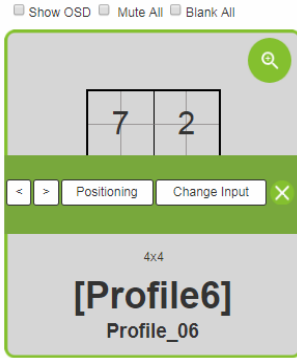 Show OSD Mute All Blank All
7 2
< > Positioning Change Input X
4x4
[Profile6]
Profile_06